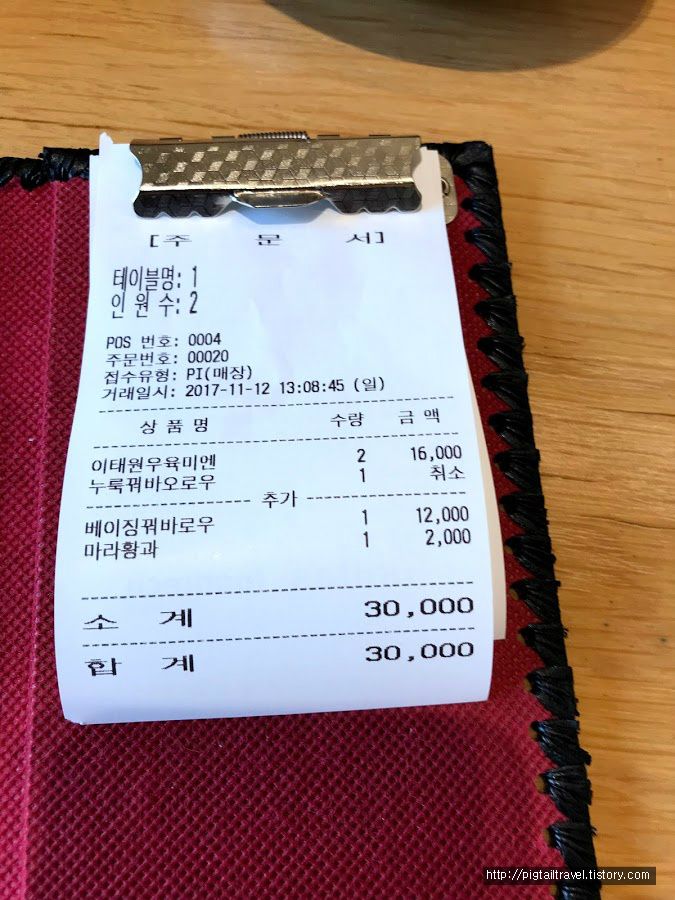 [주 문 서]
테이블명: 1
인 원 수: 2
POS 번호: 0004
주문번호: 00020
접수유형: PI(매장)
거래일시: 2017-11-12 13:08:45 (일)
상 품 명 수량 금 액
이태원우육미엔 2 16,000
누룩꿔바오로우 1 취소
추가
베이징꿔바로우 1 12,000
마라황과 1 2,000
소 계 30,000
합 계 30,000
http://pigtailtravel.tistory.com